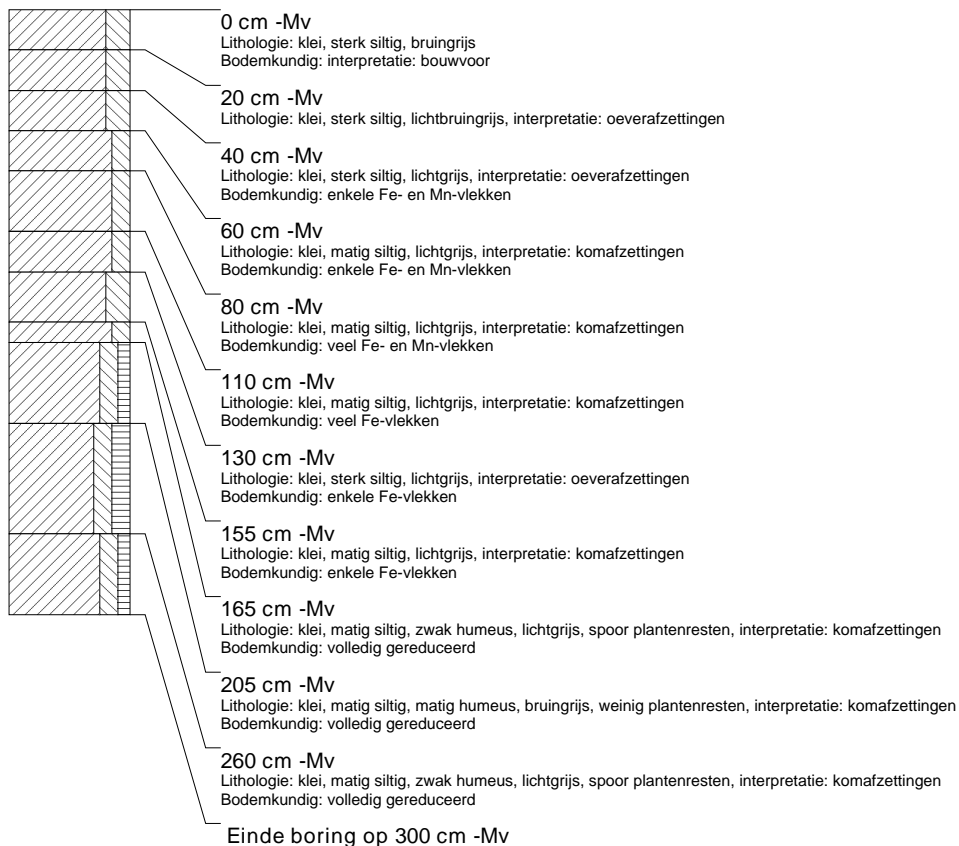 0 cm -Mv
Lithologie: klei, sterk siltig, bruingrijs
Bodemkundig: interpretatie: bouwvoor
20 cm -Mv
Lithologie: klei, sterk siltig, lichtbruingrijs, interpretatie: oeverafzettingen
40 cm -Mv
Lithologie: klei, sterk siltig, lichtgrijs, interpretatie: oeverafzettingen
Bodemkundig: enkele Fe- en Mn-vlekken
60 cm -Mv
Lithologie: klei, matig siltig, lichtgrijs, interpretatie: komafzettingen
Bodemkundig: enkele Fe- en Mn-vlekken
80 cm -Mv
Lithologie: klei, matig siltig, lichtgrijs, interpretatie: komafzettingen
Bodemkundig: veel Fe- en Mn-vlekken
110 cm -Mv
Lithologie: klei, matig siltig, lichtgrijs, interpretatie: komafzettingen
Bodemkundig: veel Fe-vlekken
130 cm -Mv
Lithologie: klei, sterk siltig, lichtgrijs, interpretatie: oeverafzettingen
Bodemkundig: enkele Fe-vlekken
155 cm -Mv
Lithologie: klei, matig siltig, lichtgrijs, interpretatie: komafzettingen
Bodemkundig: enkele Fe-vlekken
165 cm -Mv
Lithologie: klei, matig siltig, zwak humeus, lichtgrijs, spoor plantenresten, interpretatie: komafzettingen
Bodemkundig: volledig gereduceerd
205 cm -Mv
Lithologie: klei, matig siltig, matig humeus, bruingrijs, weinig plantenresten, interpretatie: komafzettingen
Bodemkundig: volledig gereduceerd
260 cm -Mv
Lithologie: klei, matig siltig, zwak humeus, lichtgrijs, spoor plantenresten, interpretatie: komafzettingen
Bodemkundig: volledig gereduceerd
Einde boring op 300 cm -Mv